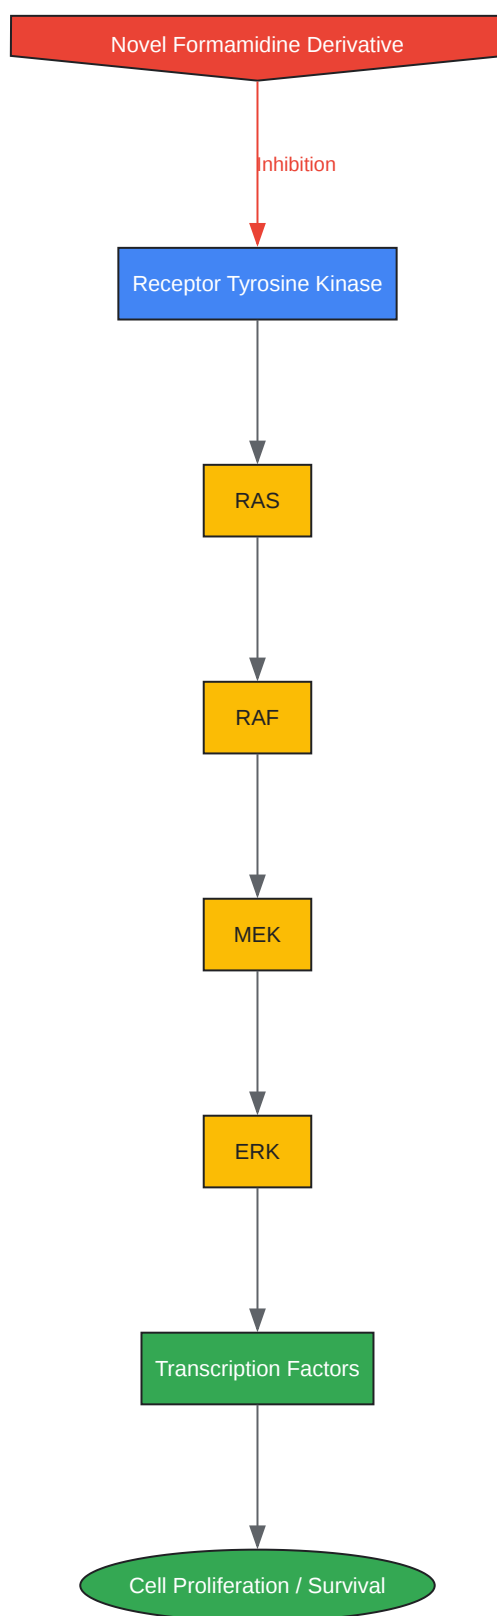 Novel Formamidine Derivative
Inhibition
Receptor Tyrosine Kinase
RAS
RAF
MEK
ERK
Transcription Factors
Cell Proliferation / Survival